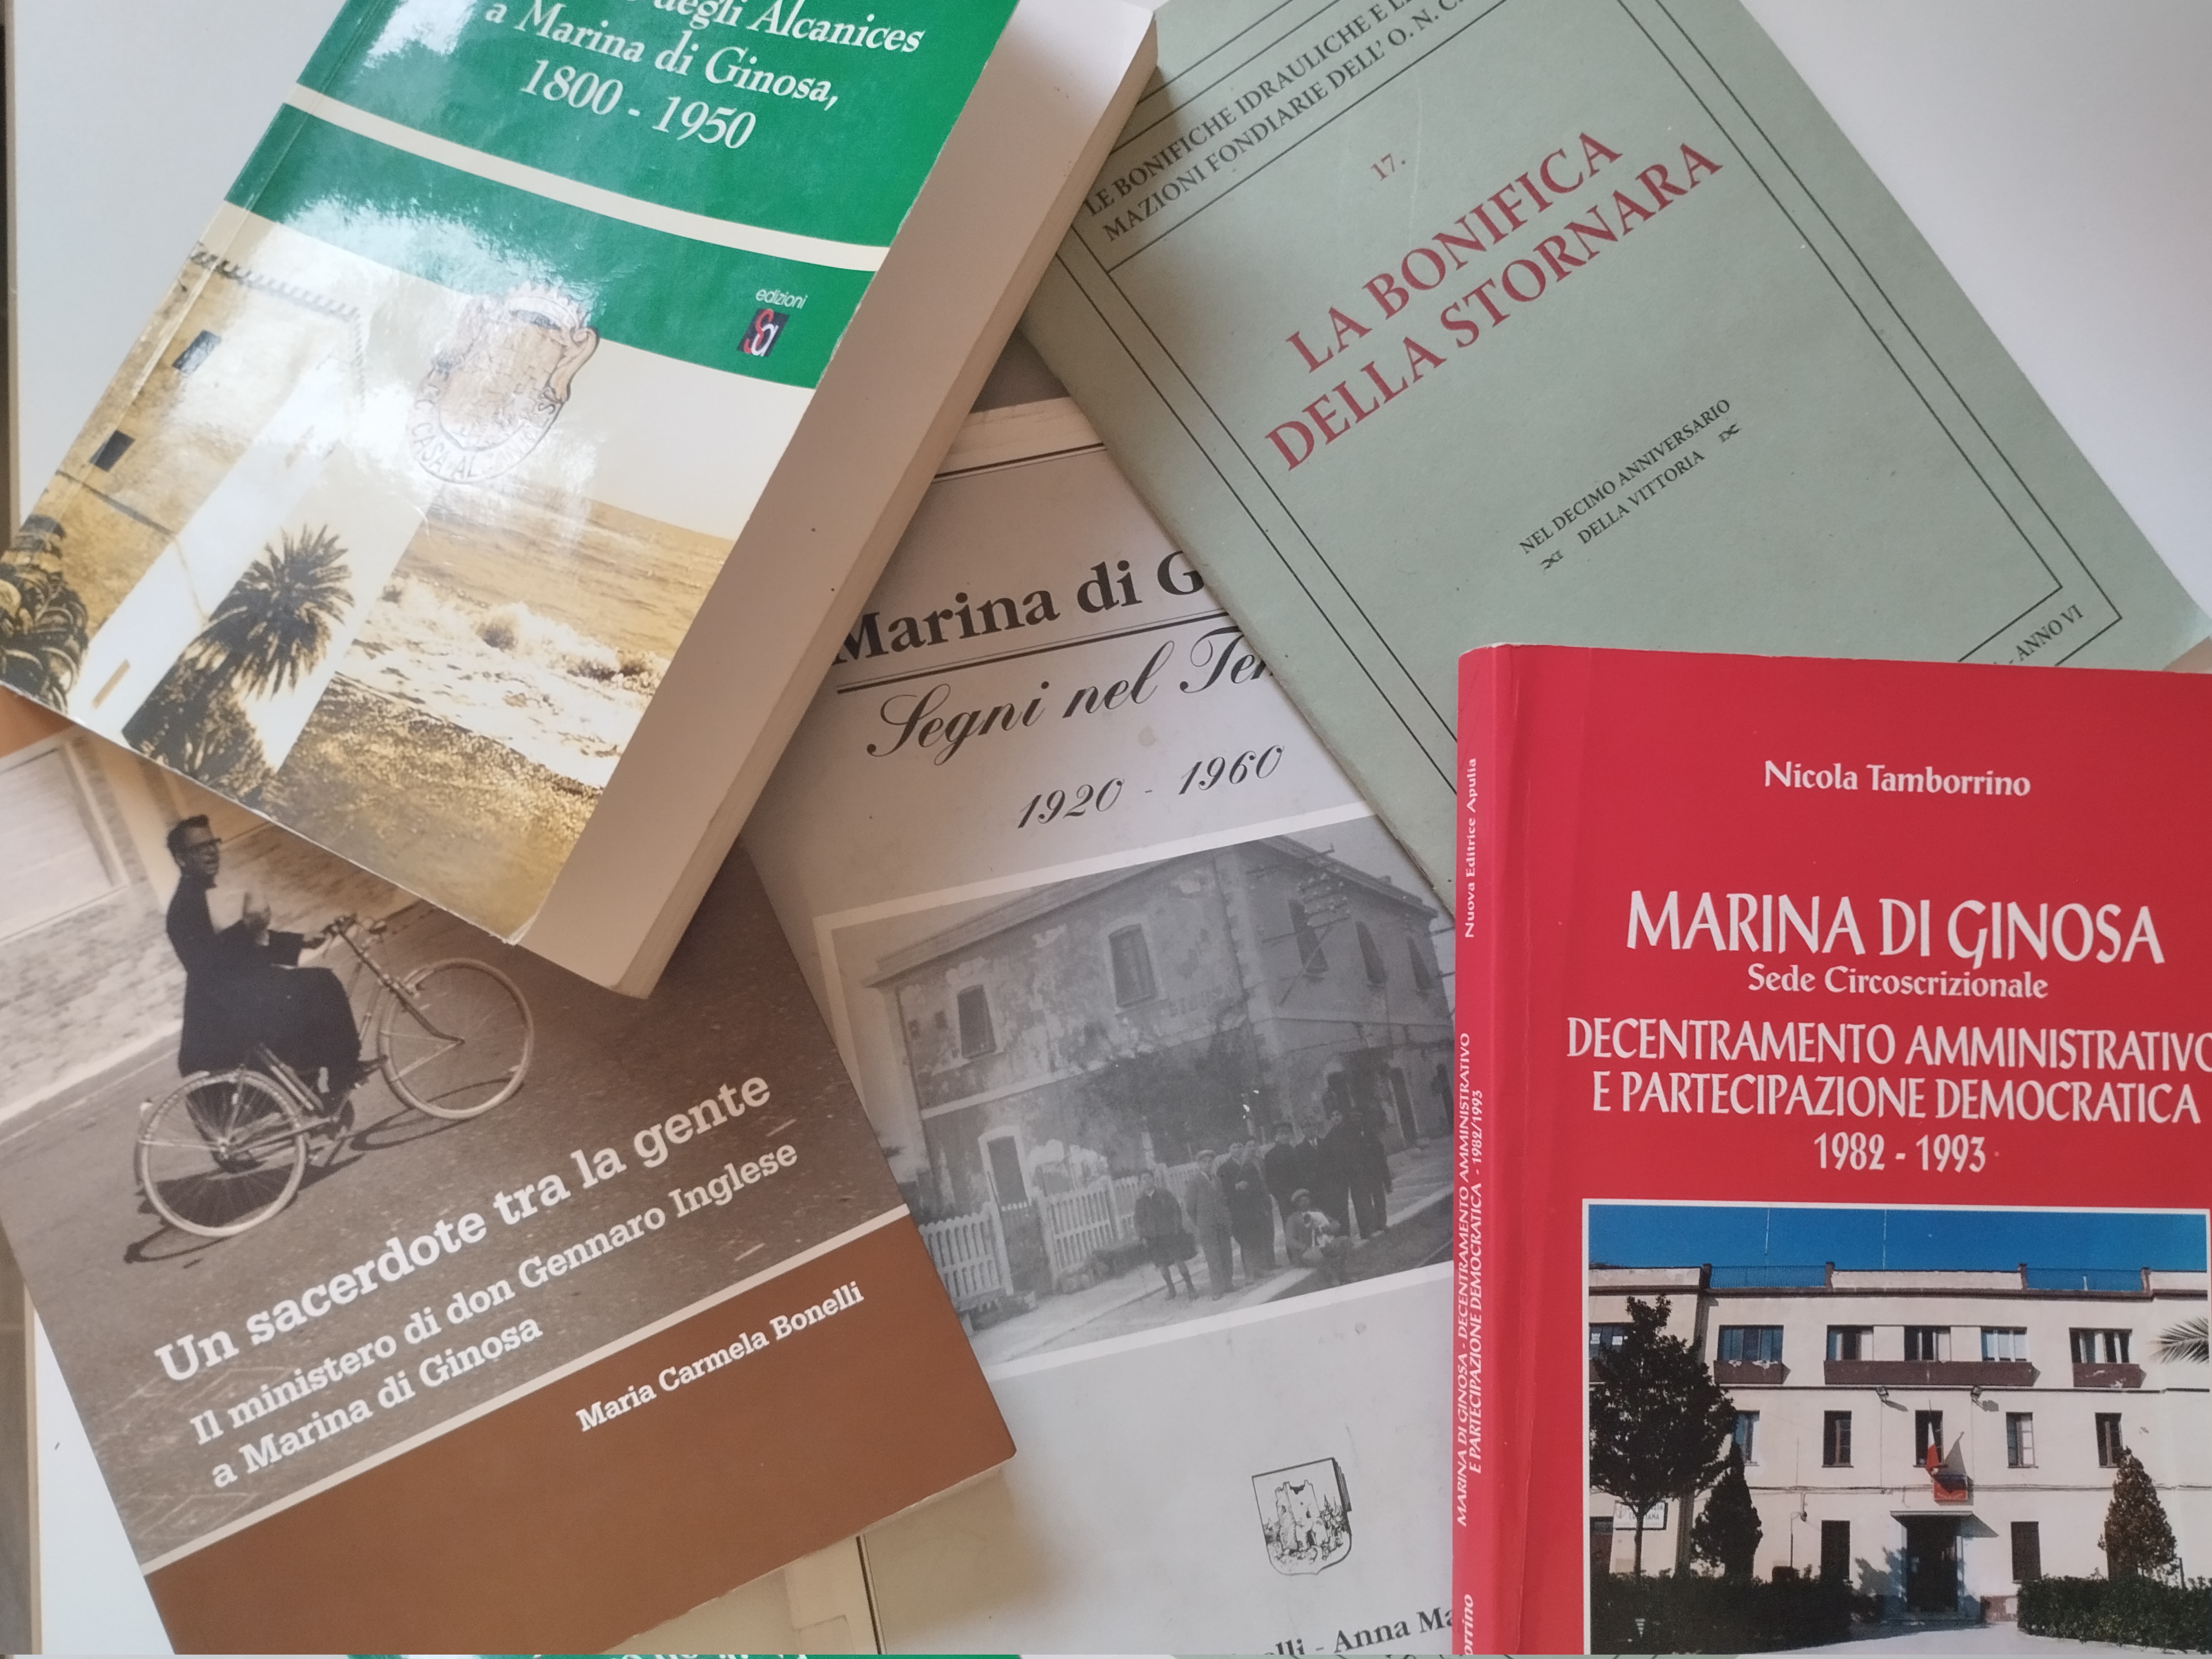 degli Alcanices
a Marina di Ginosa,
1800 - 1950
edizioni
Sa
LE BONIFICHE IDRAULICHE E
MAZIONI FONDIARIE DELL' O. N. C.
17.
LA BONIFICA
DELLA STORNARA
NEL DECIMO ANNIVERSARIO
DELLA VITTORIA
- ANNO VI
Marina di G
Segni nel Te
1920 - 1960
- Anna Ma
Un sacerdote tra la gente
Il ministero di don Gennaro Inglese
a Marina di Ginosa
Maria Carmela Bonelli
Nicola Tamborrino
MARINA DI GINOSA
Sede Circoscrizionale
DECENTRAMENTO AMMINISTRATIVO
E PARTECIPAZIONE DEMOCRATICA
1982 - 1993
Nuova Editrice Apulia
MARINA DI GINOSA - DECENTRAMENTO AMMINISTRATIVO
E PARTECIPAZIONE DEMOCRATICA - 1982/1993
orrino